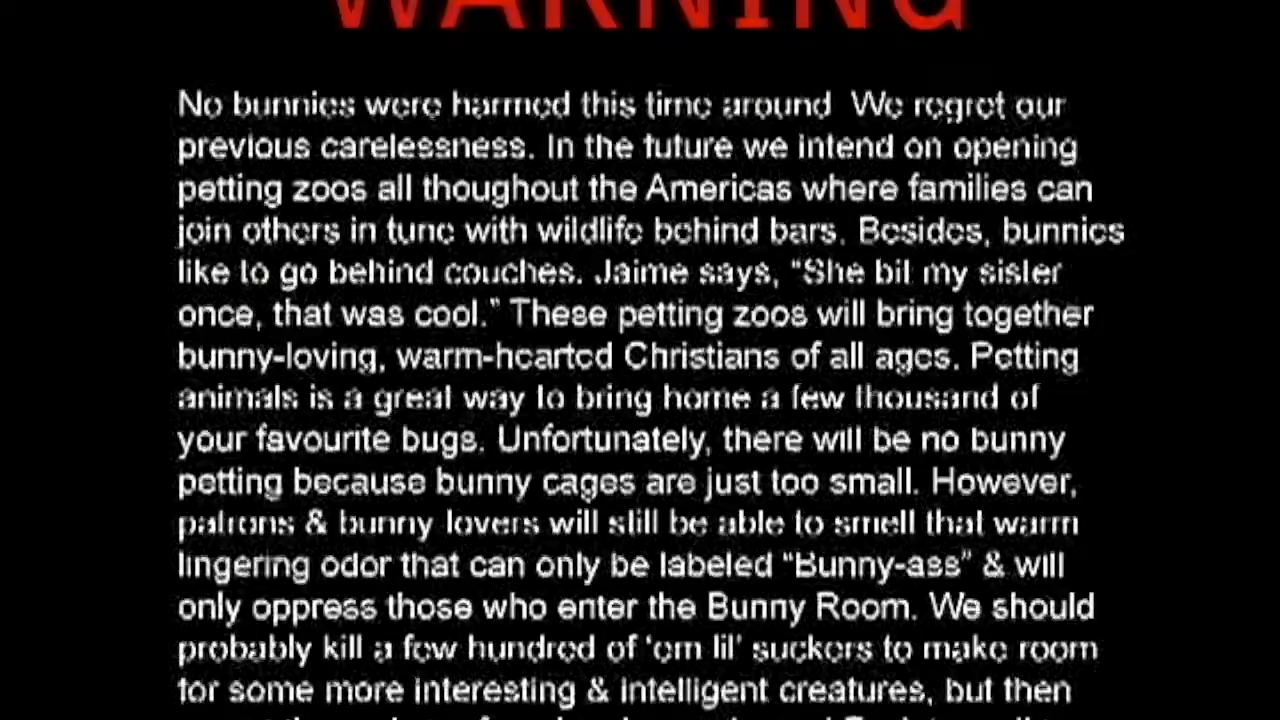 WARNING
No bunnies were harmed this time around We regret our
previous carelessness. In the future we intend on opening
petting zoos all thoughout the Americas where families can
join others in tune with wildlife behind bars. Besides, bunnies
like to go behind couches. Jaime says, “She bit my sister
once, that was cool.” These petting zoos will bring together
bunny-loving, warm-hearted Christians of all ages. Petting
animals is a great way to bring home a few thousand of
your favourite bugs. Unfortunately, there will be no bunny
petting because bunny cages are just too small. However,
patrons & bunny lovers will still be able to smell that warm
lingering odor that can only be labeled “Bunny-ass” & will
only oppress those who enter the Bunny Room. We should
probably kill a few hundred of ‘em lil’ suckers to make room
for some more interesting & intelligent creatures, but then